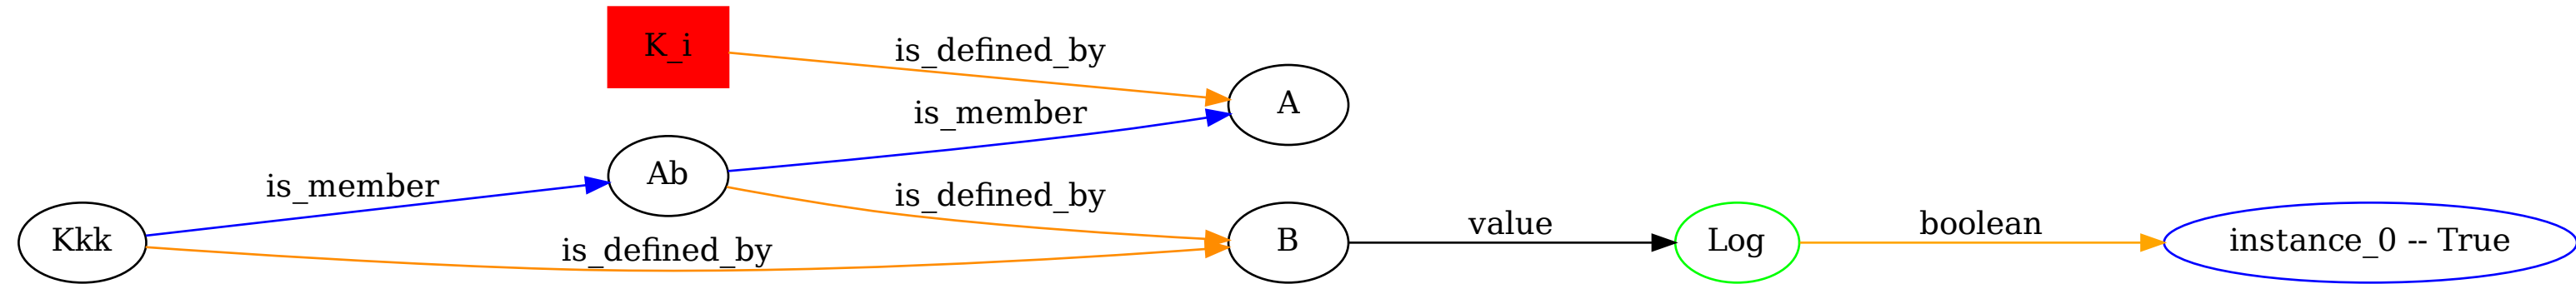 K_i
is_defined_by
A
is_member
Ab
is_member
is_defined_by
Kkk
is_defined_by
B
value
Log
boolean
instance_0 -- True